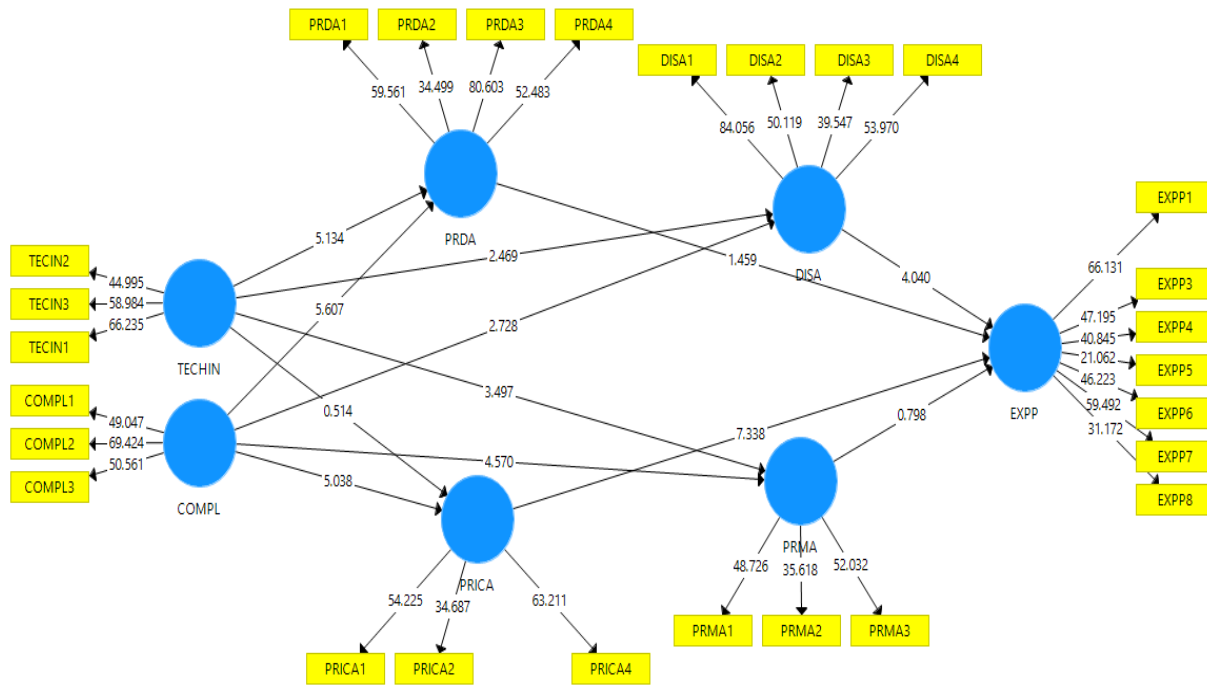 PRDA1 PRDA2 PRDA3 PRDA4
DISA1 DISA2 DISA3 DISA4
59.561 34.499 80.603 52.483
84.056 50.119 39.547 53.970
PRDA
DISA
EXPP1
66.131
5.134
2.469
1.459
4.040
TECIN2
44.995
TECIN3
58.984
TECIN1
66.235
TECHIN
5.607
2.728
EXPP3
47.195
EXPP4
40.845
EXPP5
21.062
EXPP6
46.223
EXPP7
59.492
EXPP8
31.172
EXPP
COMPL1
49.047
COMPL2
69.424
COMPL3
50.561
COMPL
0.514
3.497
7.338
0.798
4.570
5.038
PRICA
PRMA
54.225 34.687 63.211
48.726 35.618 52.032
PRMA1 PRMA2 PRMA3
PRICA1 PRICA2 PRICA4